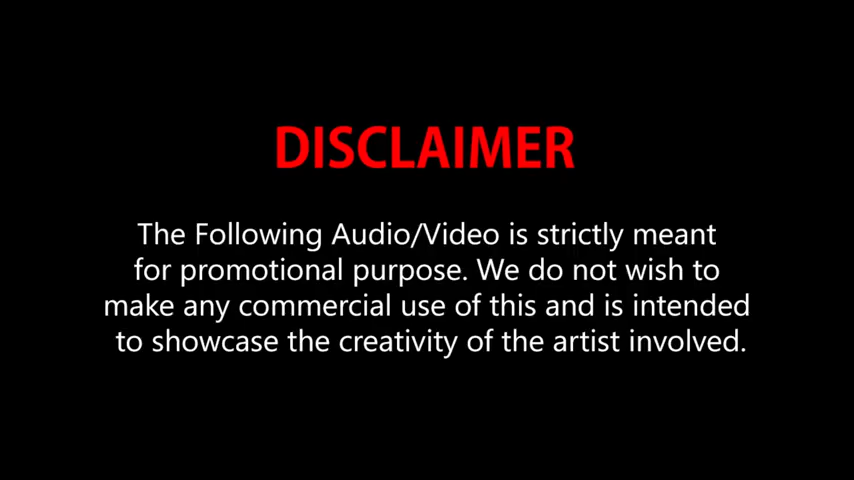 DISCLAIMER
The Following Audio/Video is strictly meant
for promotional purpose. We do not wish to
make any commercial use of this and is intended
to showcase the creativity of the artist involved.